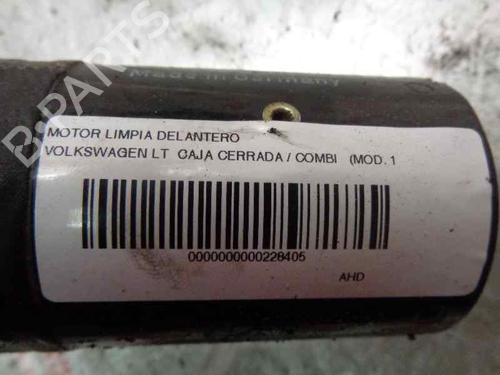 B-PARTS
Made in Germany
MOTOR LIMPIA DELANTERO
VOLKSWAGEN LT CAJA CERRADA / COMBI (MOD. 1
0000000000228405
AHD